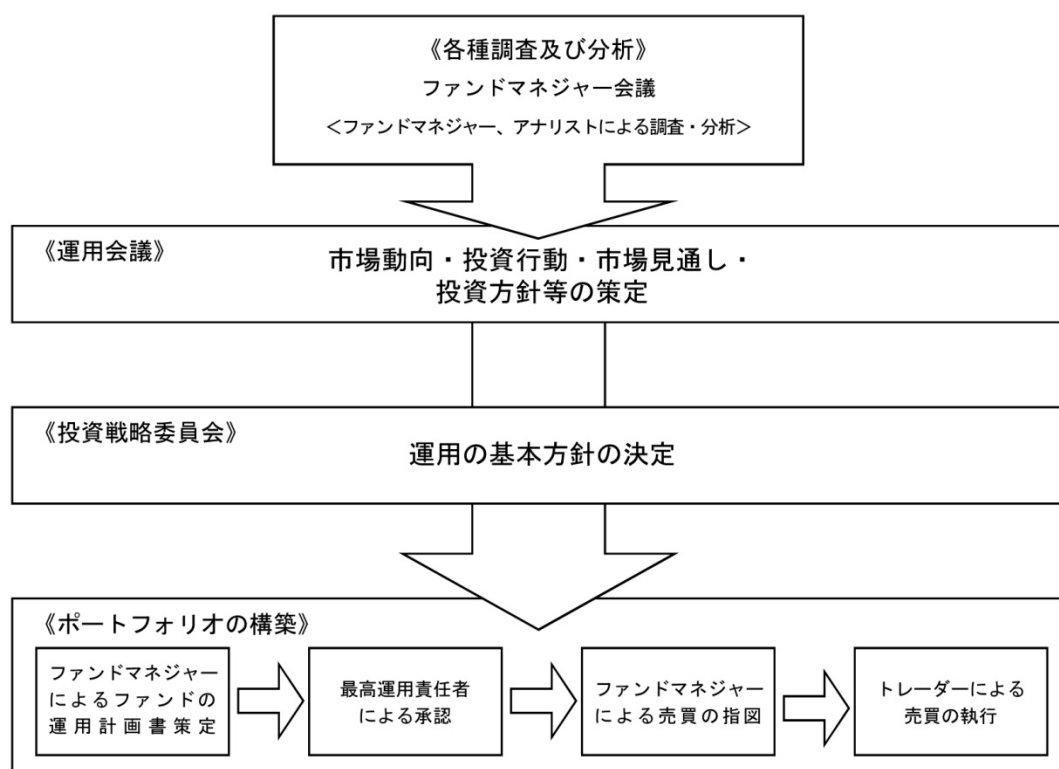 《各種調査及び分析》
ファンドマネジャー会議
＜ファンドマネジャー、アナリストによる調査・分析＞
《運用会議》
市場動向・投資行動・市場見通し・
投資方針等の策定
《投資戦略委員会》
運用の基本方針の決定
《ポートフォリオの構築》
ファンドマネジャー
によるファンドの
運用計画書策定
最高運用責任者
による承認
ファンドマネジャー
による売買の指図
トレーダーによる
売買の執行